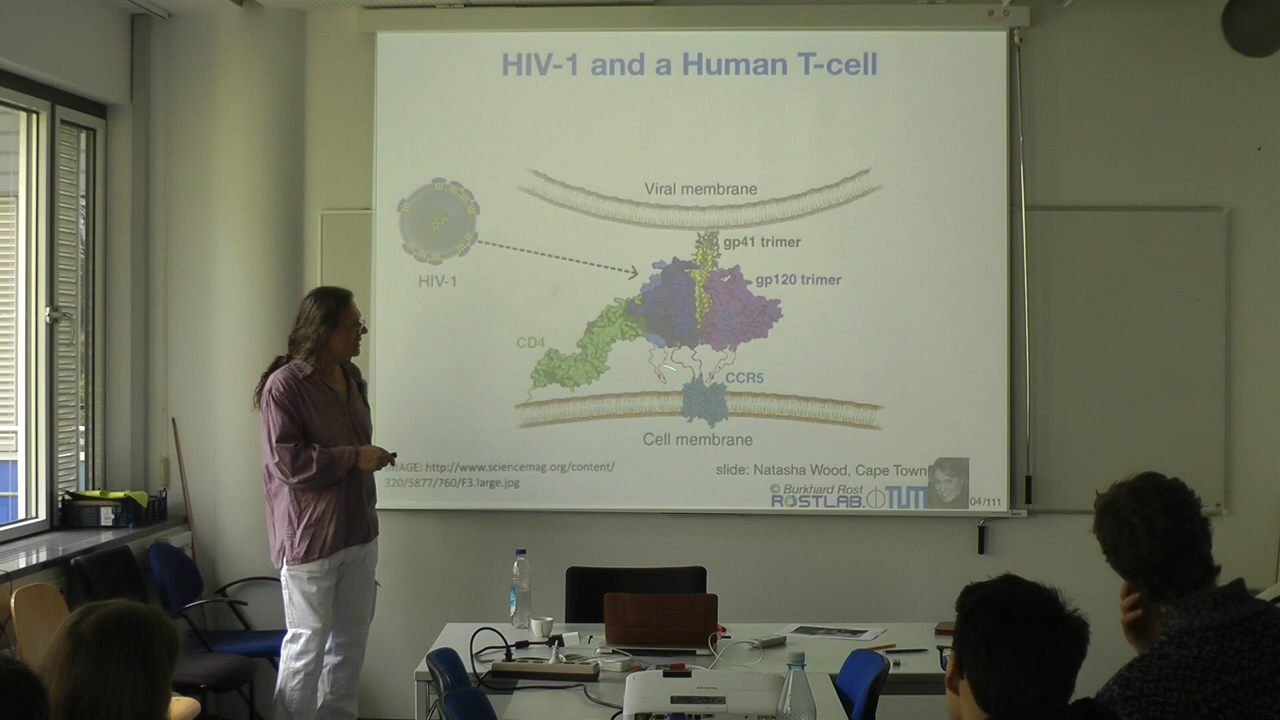 HIV-1 and a Human T-cell
Viral membrane
gp41 trimer
gp120 trimer
HIV-1
CD4
CCR5
Cell membrane
IMAGE: http://www.sciencemag.org/content/
320/5877/760/F3.large.jpg
slide: Natasha Wood, Cape Town
© Burkhard Rost
ROSTLAB. TUM
04/111
EPSON